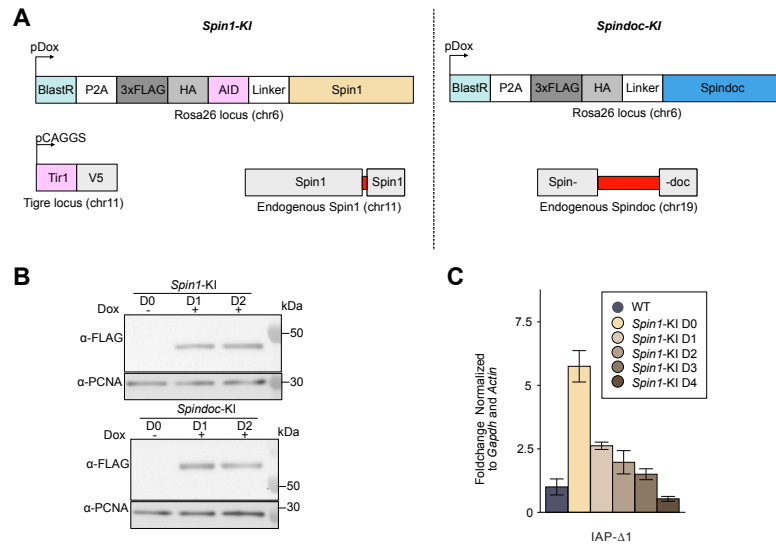 A
Spin1-KI
Spindoc-KI
pDox
BlastR P2A 3xFLAG HA AID Linker Spin1
Rosa26 locus (chr6)
pDox
BlastR P2A 3xFLAG HA Linker Spindoc
Rosa26 locus (chr6)
pCAGGS
Tir1 V5
Tigre locus (chr11)
Spin1 Spin1
Endogenous Spin1 (chr11)
Spin- -doc
Endogenous Spindoc (chr19)
B
Spin1-KI
D0 D1 D2
Dox - + + kDa
α-FLAG
50
α-PCNA
30
Spindoc-KI
D0 D1 D2
Dox - + + kDa
α-FLAG
50
α-PCNA
30
C
WT
Spin1-KI D0
Spin1-KI D1
Spin1-KI D2
Spin1-KI D3
Spin1-KI D4
Foldchange Normalized
to Gapdh and Actin
7.5
5
2.5
0
IAP-Δ1